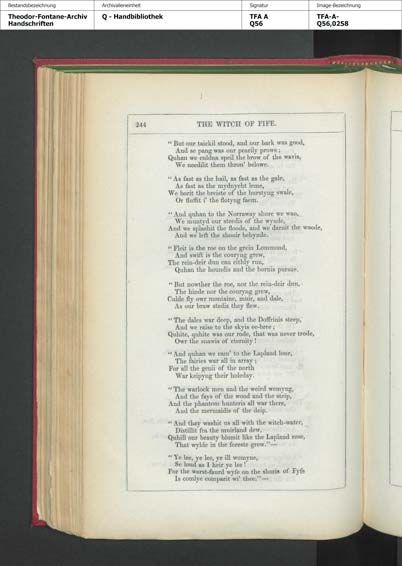 Bestandsbezeichnung
Archivalieneinheit
Signatur
Image-Bezeichnung
Theodor-Fontane-Archiv
Handschriften
Q - Handbibliothek
TFA A
Q56
TFA-A-
Q56,0258
244 THE WITCH OF FIFE.
"But our taickil stood, and our bark was good,
And se pang was our pearily prowe;
Quhan we culdna speil the brow of the wavis,
We needilit them throu' belowe.
"As fast as the hail, as fast as the gale,
As fast as the mydnycht leme,
We borit the breiste of the burstyng swale,
Or fluffit i' the flotyng faem.
"And quhan to the Norraway shore we wan,
We muntyd our steedis of the wynde,
And we splashit the floode, and we darnit the woode,
And we left the shouir behynde.
"Fleit is the roe on the grein Lommond,
And swift is the couryng grew,
The rein-deir dun can eithly run,
Quhan the houndis and the hornis pursue.
"But nowther the roe, nor the rein-deir dun,
The hinde nor the couryng grew,
Culde fly owr montaine, muir, and dale,
As our braw stedis they flew.
"The dales war deep, and the Doffrinis steep,
And we raise to the skyis ee-bree;
Quhite, quhite was our rode, that was never trode,
Owr the snawis of eternity!
"And quhan we cam' to the Lapland lone,
The fairies war all in array;
For all the genii of the north
War keipyng their holeday.
"The warlock men and the weird wemyng,
And the fays of the wood and the steip,
And the phantom hunteris all war there,
And the mermaidis of the deip.
"And they washit us all with the witch-water,
Distillit fra the muirland dew,
Quhill our beauty blumit like the Lapland rose,
That wylde in the foreste grew."—
"Ye lee, ye lee, ye ill womyne,
Se loud as I heir ye lee!
For the warst-faurd wyfe on the shoris of Fyfe
Is comlye comparit wi' thee."—